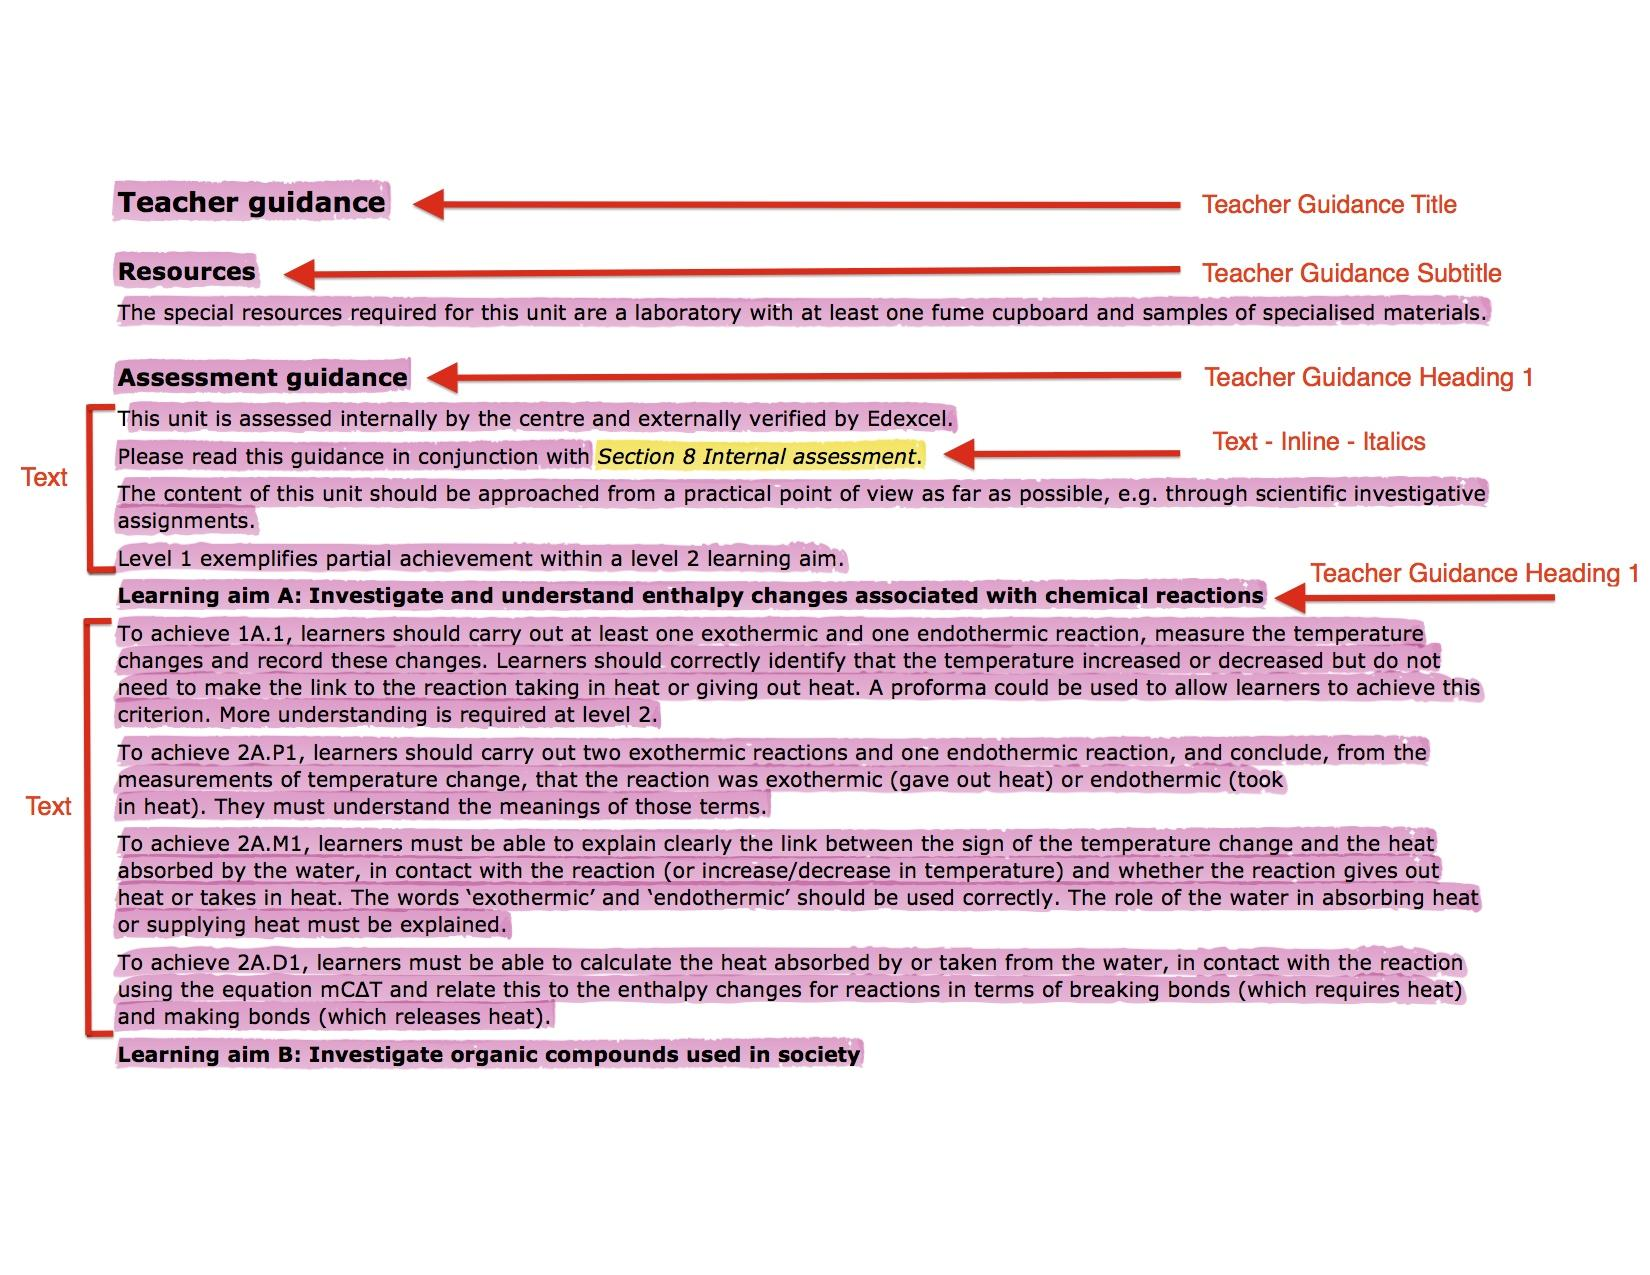 Teacher guidance
Teacher Guidance Title
Resources
Teacher Guidance Subtitle
The special resources required for this unit are a laboratory with at least one fume cupboard and samples of specialised materials.
Assessment guidance
Teacher Guidance Heading 1
Text
This unit is assessed internally by the centre and externally verified by Edexcel.
Please read this guidance in conjunction with Section 8 Internal assessment.
Text - Inline - Italics
The content of this unit should be approached from a practical point of view as far as possible, e.g. through scientific investigative
assignments.
Level 1 exemplifies partial achievement within a level 2 learning aim.
Learning aim A: Investigate and understand enthalpy changes associated with chemical reactions
Teacher Guidance Heading 1
Text
To achieve 1A.1, learners should carry out at least one exothermic and one endothermic reaction, measure the temperature
changes and record these changes. Learners should correctly identify that the temperature increased or decreased but do not
need to make the link to the reaction taking in heat or giving out heat. A proforma could be used to allow learners to achieve this
criterion. More understanding is required at level 2.
To achieve 2A.P1, learners should carry out two exothermic reactions and one endothermic reaction, and conclude, from the
measurements of temperature change, that the reaction was exothermic (gave out heat) or endothermic (took
in heat). They must understand the meanings of those terms.
To achieve 2A.M1, learners must be able to explain clearly the link between the sign of the temperature change and the heat
absorbed by the water, in contact with the reaction (or increase/decrease in temperature) and whether the reaction gives out
heat or takes in heat. The words ‘exothermic’ and ‘endothermic’ should be used correctly. The role of the water in absorbing heat
or supplying heat must be explained.
To achieve 2A.D1, learners must be able to calculate the heat absorbed by or taken from the water, in contact with the reaction
using the equation mCΔT and relate this to the enthalpy changes for reactions in terms of breaking bonds (which requires heat)
and making bonds (which releases heat).
Learning aim B: Investigate organic compounds used in society